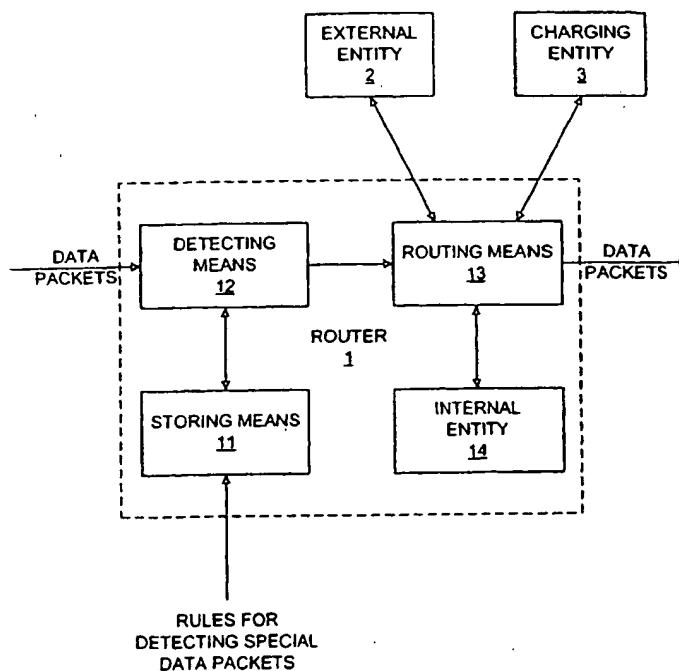 EXTERNAL
ENTITY
2
CHARGING
ENTITY
3
DATA
PACKETS
DETECTING
MEANS
12
ROUTING MEANS
13
DATA
PACKETS
ROUTER
1
STORING MEANS
11
INTERNAL
ENTITY
14
RULES FOR
DETECTING SPECIAL
DATA PACKETS